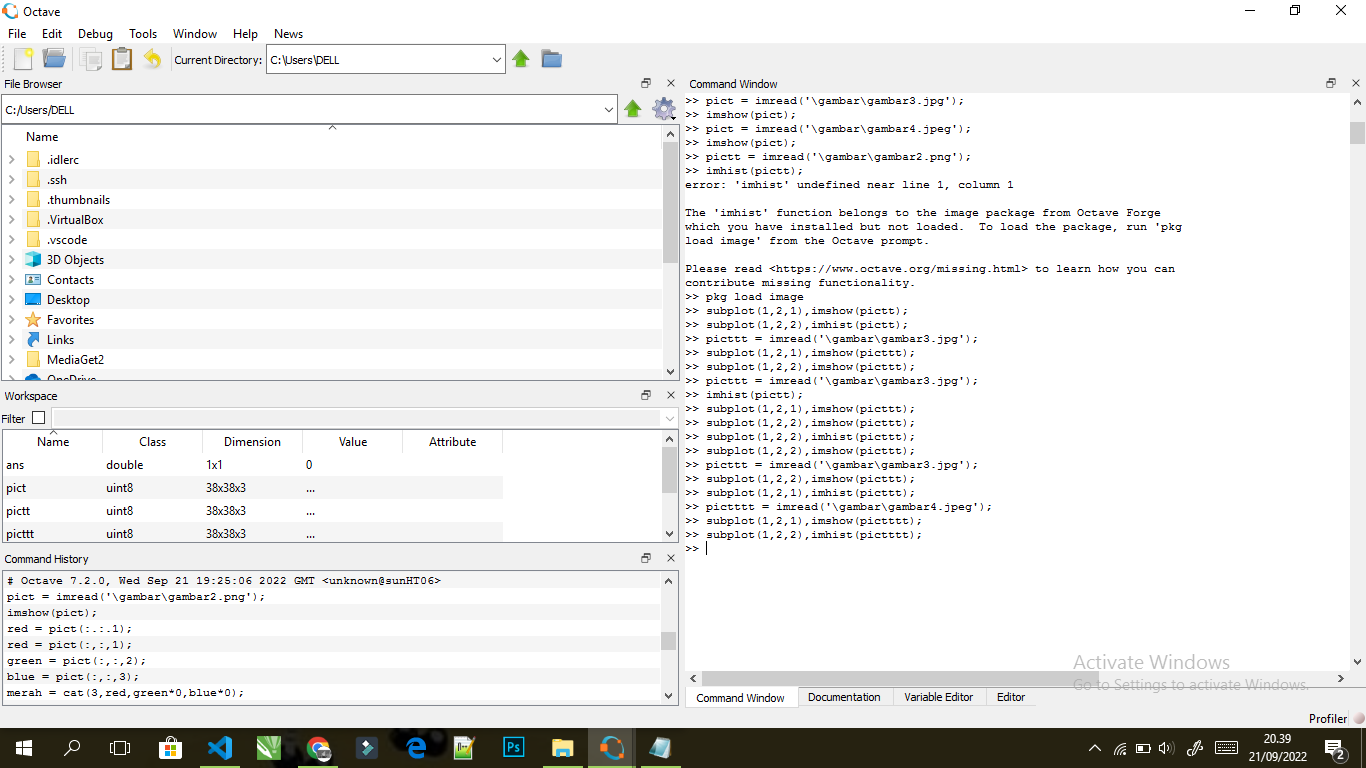 Octave
File Edit Debug Tools Window Help News
Current Directory: C:\Users\DELL
File Browser
C:/Users/DELL
Name
.idlerc
.ssh
.thumbnails
.VirtualBox
.vscode
3D Objects
Contacts
Desktop
Favorites
Links
MediaGet2
OneDrive
Workspace
Filter
Name Class Dimension Value Attribute
ans double 1x1 0
pict uint8 38x38x3 ...
pictt uint8 38x38x3 ...
picttt uint8 38x38x3 ...
Command History
# Octave 7.2.0, Wed Sep 21 19:25:06 2022 GMT <unknown@sunHT06>
pict = imread('\gambar\gambar2.png');
imshow(pict);
red = pict(:.:.1);
red = pict(:,:,1);
green = pict(:,:,2);
blue = pict(:,:,3);
merah = cat(3,red,green*0,blue*0);
Command Window
>> pict = imread('\gambar\gambar3.jpg');
>> imshow(pict);
>> pict = imread('\gambar\gambar4.jpeg');
>> imshow(pict);
>> pictt = imread('\gambar\gambar2.png');
>> imhist(pictt);
error: 'imhist' undefined near line 1, column 1
The 'imhist' function belongs to the image package from Octave Forge
which you have installed but not loaded.  To load the package, run 'pkg
load image' from the Octave prompt.
Please read <https://www.octave.org/missing.html> to learn how you can
contribute missing functionality.
>> pkg load image
>> subplot(1,2,1),imshow(pictt);
>> subplot(1,2,2),imhist(pictt);
>> picttt = imread('\gambar\gambar3.jpg');
>> subplot(1,2,1),imshow(picttt);
>> subplot(1,2,2),imshow(picttt);
>> picttt = imread('\gambar\gambar3.jpg');
>> imhist(pictt);
>> subplot(1,2,1),imshow(picttt);
>> subplot(1,2,2),imshow(picttt);
>> subplot(1,2,2),imhist(picttt);
>> subplot(1,2,2),imshow(picttt);
>> picttt = imread('\gambar\gambar3.jpg');
>> subplot(1,2,2),imshow(picttt);
>> subplot(1,2,1),imhist(picttt);
>> pictttt = imread('\gambar\gambar4.jpeg');
>> subplot(1,2,1),imshow(pictttt);
>> subplot(1,2,2),imhist(pictttt);
>>
Activate Windows
Go to Settings to activate Windows.
Command Window Documentation Variable Editor Editor
Profiler
Ps
20.39
21/09/2022
2